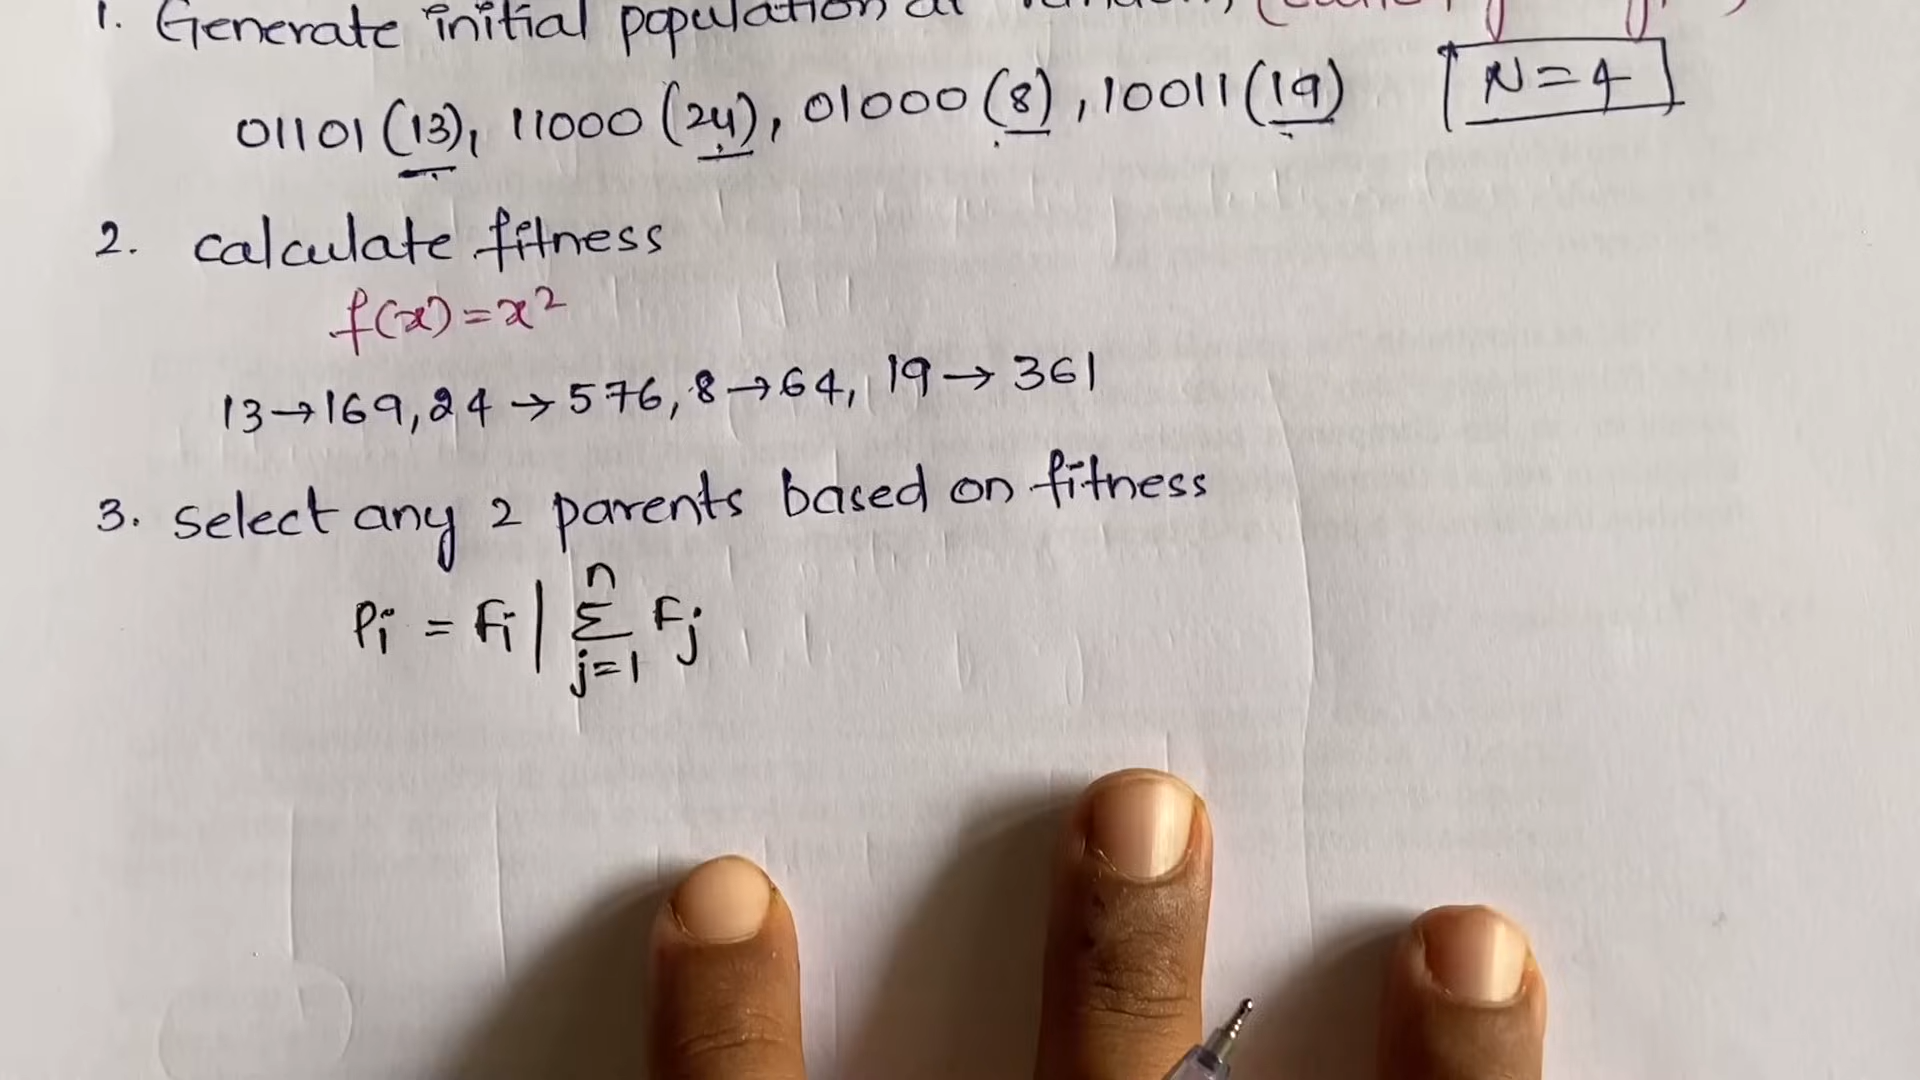 1. Generate initial population at
01101 (13), 11000 (24), 01000 (8), 10011 (19) N=4
2. calculate fitness
f(x)=x²
13→169, 24→576, 8→64, 19→361
3. select any 2 parents based on fitness
Pi = Fi | n Σ j=1 Fj